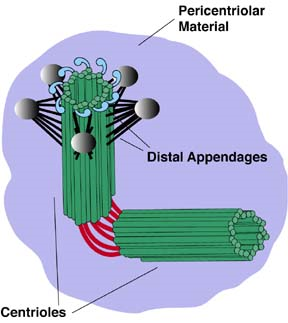 Pericentriolar
Material
Distal Appendages
Centrioles